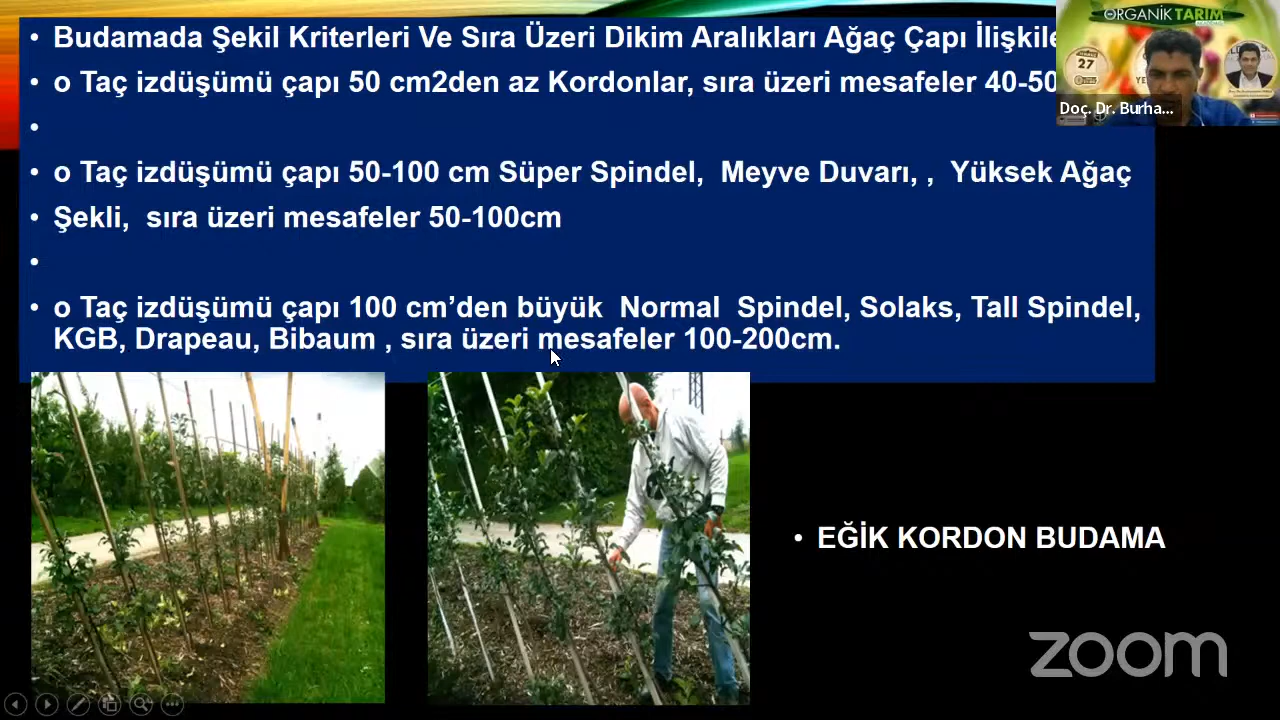 • Budamada Şekil Kriterleri Ve Sıra Üzeri Dikim Aralıkları Ağaç Çapı
• o Taç izdüşümü çapı 50 cm2den az Kordonlar, sıra üzeri mesafeler 40-50
•
• o Taç izdüşümü çapı 50-100 cm Süper Spindel, Meyve Duvarı, , Yüksek Ağaç
• Şekli, sıra üzeri mesafeler 50-100cm
•
• o Taç izdüşümü çapı 100 cm’den büyük Normal Spindel, Solaks, Tall Spindel,
KGB, Drapeau, Bibaum , sıra üzeri mesafeler 100-200cm.
• EĞİK KORDON BUDAMA
ORGANİK TARIM
27
Doç. Dr. Burha...
zoom